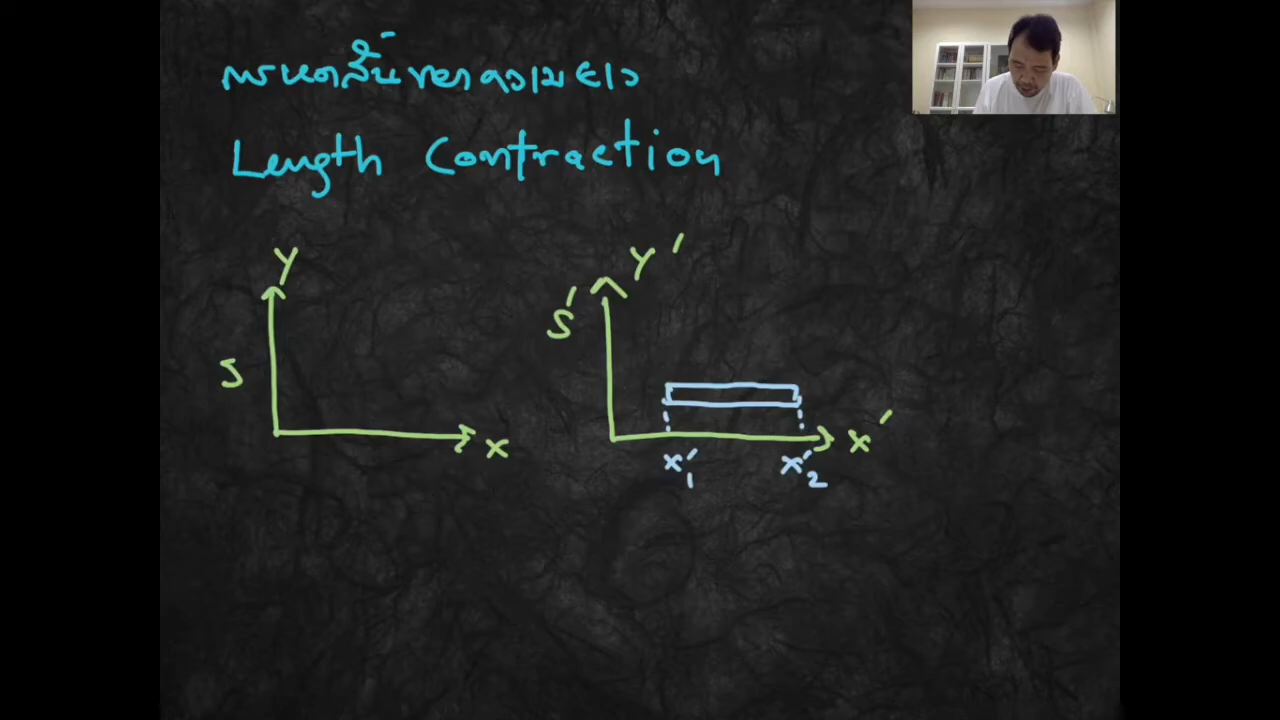 การหดสั้นของความยาว
Length Contraction
Y
Y'
S'
S
X
X'
x'1
x'2